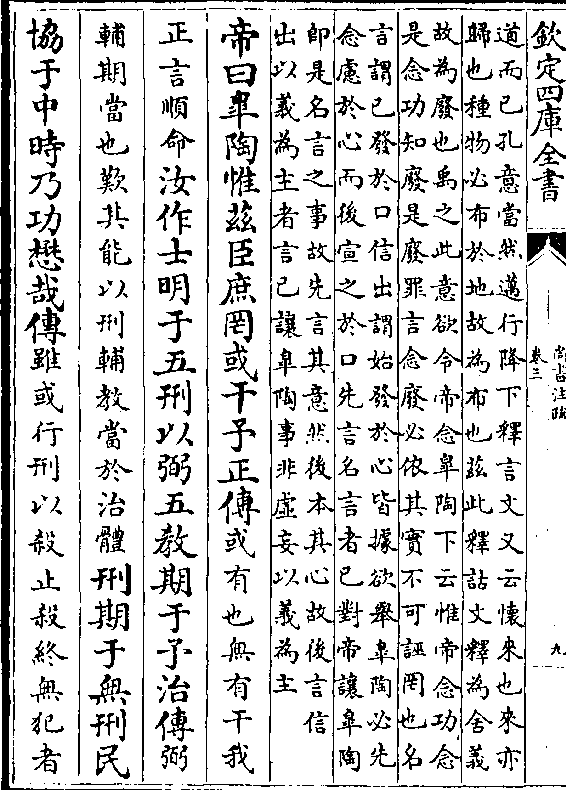 欽定四庫全書
尚書注疏
卷三
九
道而已孔意當然邁行降下釋言文又云懷來也來亦
歸也種物必布於地故為布也茲此釋詁文釋為舍義
故為廢也禹之此意欲令帝念皋陶下云惟帝念功念
是念功知廢是廢罪言念廢必依其實不可誣罔也名
言謂已發於口信出謂始發於心皆據欲舉皋陶必先
念慮於心而後宣之於口先言名言者已對帝讓皋陶
即是名言之事故先言其意然後本其心故後言信
出以義為主者言已讓皋陶事非虛妄以義為主
帝曰皋陶惟茲臣庶罔或干予正傳或有也無有干我
正言順命汝作士明于五刑以弼五教期于予治傳弼
輔期當也歎其能以刑輔教當於治體刑期于無刑民
協于中時乃功懋哉傳雖或行刑以殺止殺終無犯者